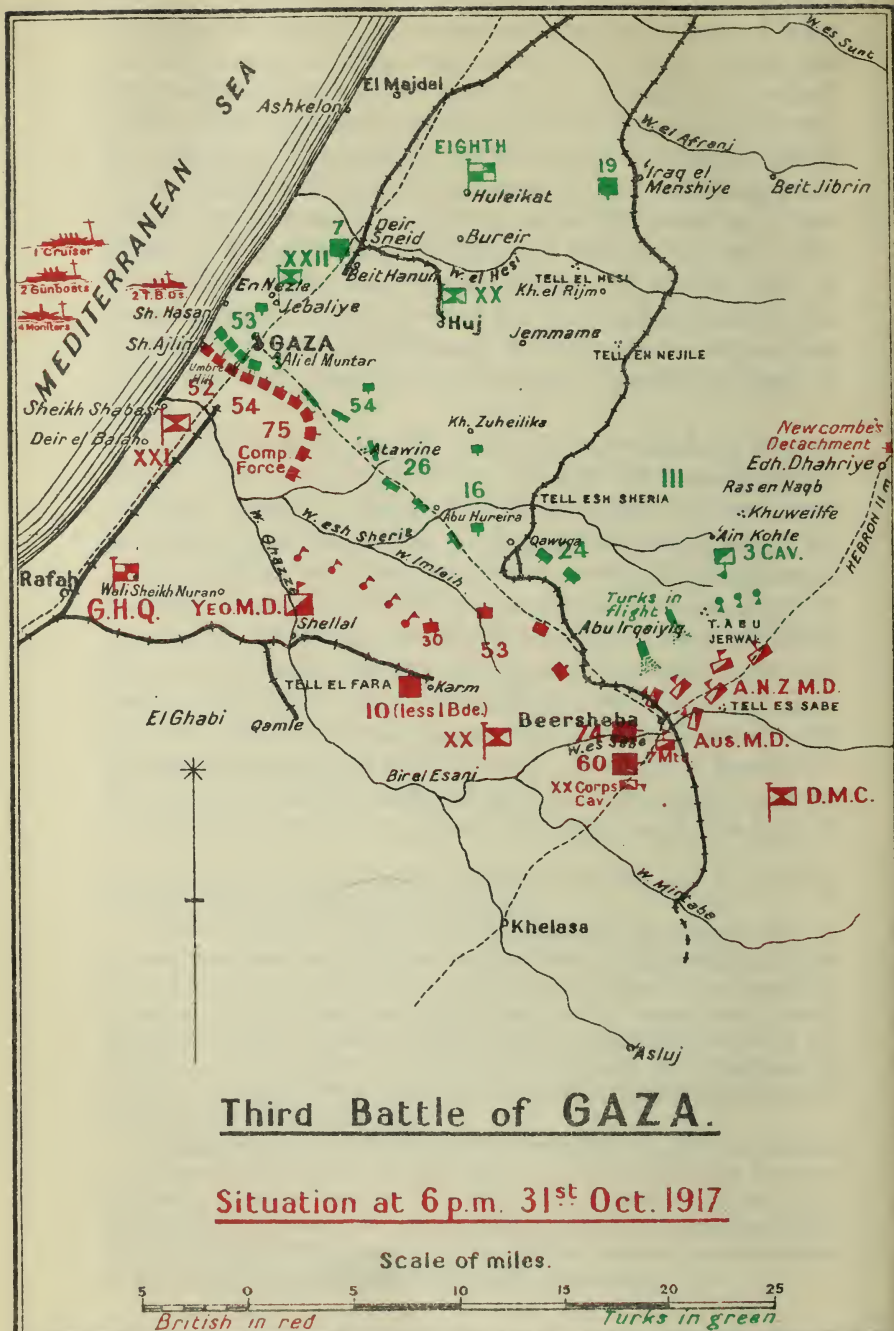 W. es Sunt
MEDITERRANEAN SEA
El Majdal
Ashkelon
W. el Afranj
EIGHTH
19
Iraq el
Menshiye
Beit Jibrin
Huleikat
7
Deir
Sneid
Bureir
1 Cruiser
XXII
Beit Hanun
W. el Hesi
TELL EL HESI
2 Gunboats
2 T.B.Ds.
En Nezle
XX
Kh. el Rijm
4 Monitors
Sh. Hasan
Jebaliye
Huj
53
Jemmame
TELL EN NEJILE
GAZA
Sh. Ajlin
3
Ali el Muntar
Umbre
Hill
52
54
54
Sheikh Shabasi
Kh. Zuheilika
Newcombe's
Detachment
Deir el Balah
75
XXI
Comp.
Force
Atawine
Edh. Dhahriye
26
16
III
Ras en Naqb
TELL ESH SHERIA
Khuweilfe
W. esh Sheria
Abu Hureira
Ain Kohle
W. Ghazze
Qawuqa
24
3 CAV.
HEBRON 11 m.
W. Imleih
Rafah
Wali Sheikh Nuran
G.H.Q.
YEO. M.D.
Shellal
Turks in
flight
Abu Irqaiyiq
T. ABU
JERWAL
30
53
TELL EL FARA
Karm
A.N.Z M.D.
10 (less 1 Bde.)
TELL ES SABE
El Ghabi
Qamle
Beersheba
XX
74
Aus. M.D.
W. es Sabe
7 Mtd.
60
Bir el Esani
XX Corps
Cav.
D.M.C.
W. Mirtabe
Khelasa
Asluj
Third Battle of GAZA.
Situation at 6 p.m. 31st Oct. 1917
Scale of miles.
5 0 5 10 15 20 25
British in red
Turks in green